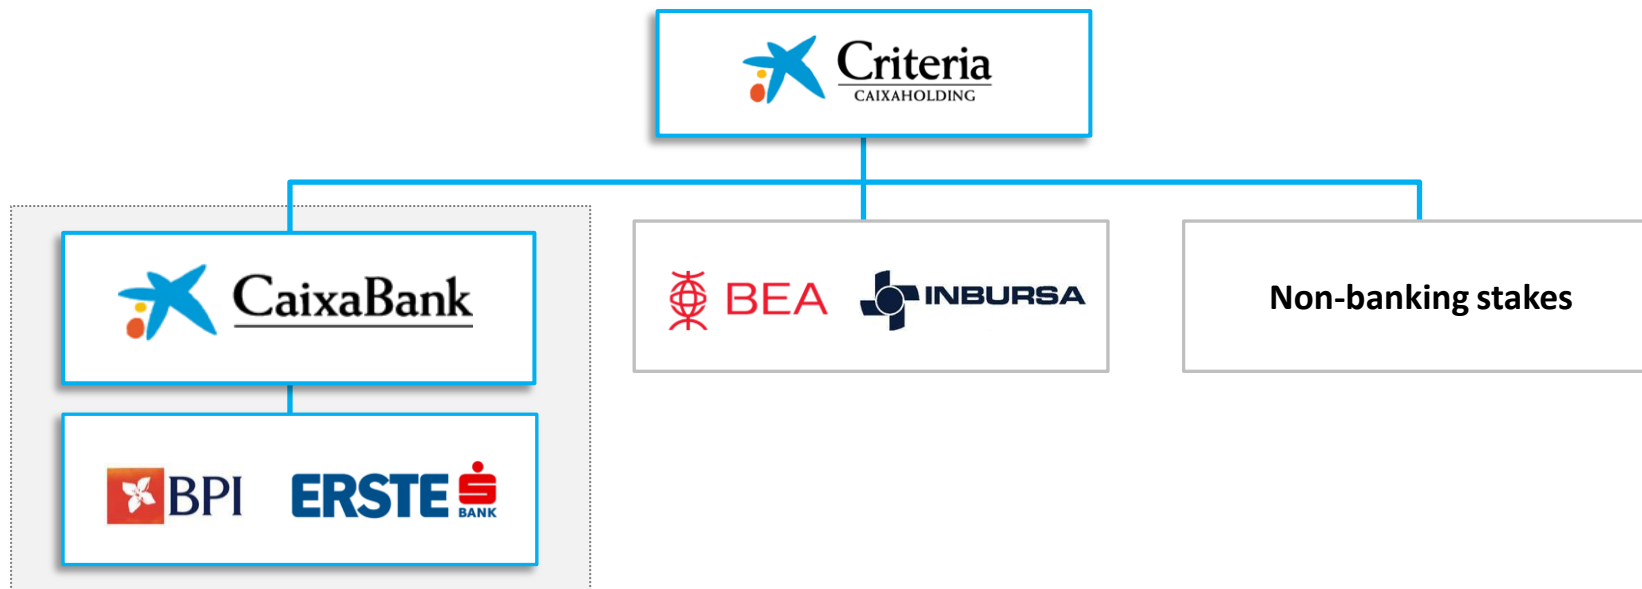 Criteria
CAIXAHOLDING
CaixaBank
BEA
INBURSA
Non-banking stakes
BPI
ERSTE
BANK